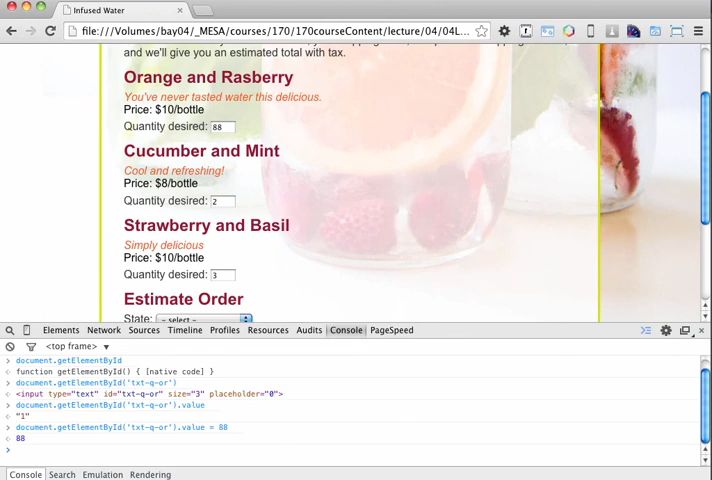 Infused Water
file:///Volumes/bay04/_MESA/courses/170/170courseContent/lecture/04/04L...
and we'll give you an estimated total with tax.
Orange and Rasberry
You've never tasted water this delicious.
Price: $10/bottle
Quantity desired: 88
Cucumber and Mint
Cool and refreshing!
Price: $8/bottle
Quantity desired: 2
Strawberry and Basil
Simply delicious
Price: $10/bottle
Quantity desired: 3
Estimate Order
State: - select -
Elements Network Sources Timeline Profiles Resources Audits Console PageSpeed
<top frame> ▼
document.getElementById
function getElementById() { [native code] }
document.getElementById('txt-q-or')
<input type="text" id="txt-q-or" size="3" placeholder="0">
document.getElementById('txt-q-or').value
"1"
document.getElementById('txt-q-or').value = 88
88
Console Search Emulation Rendering